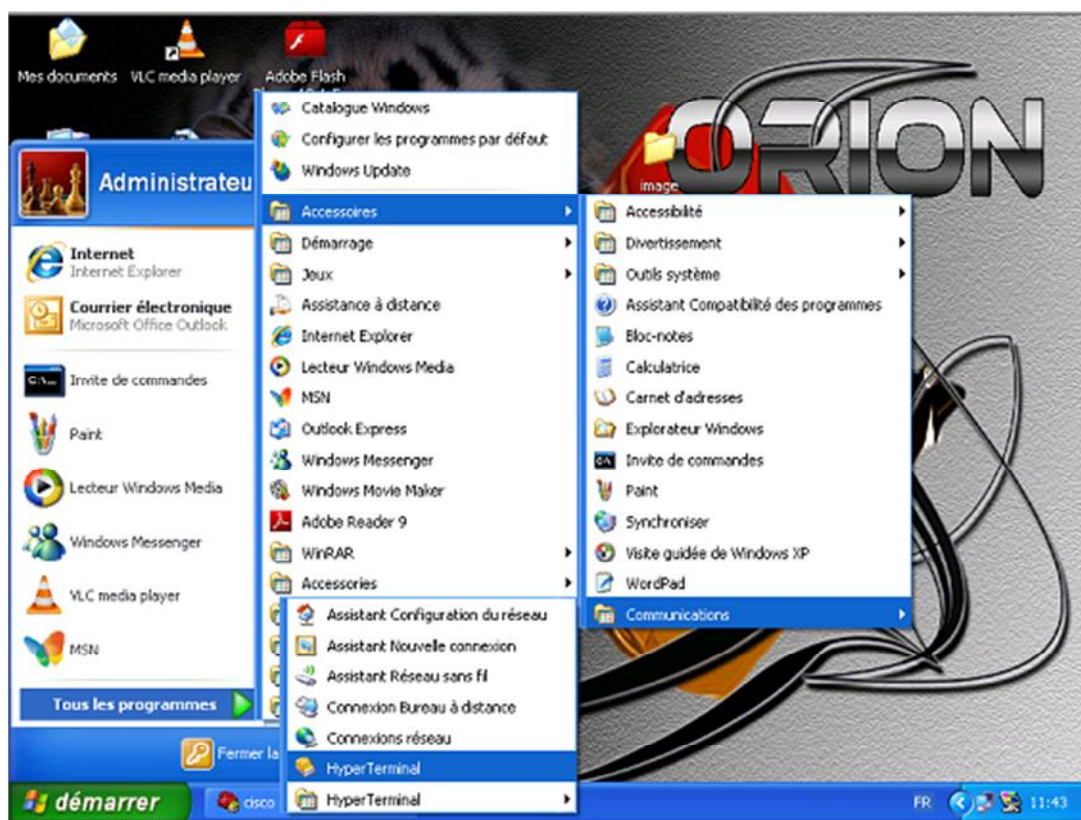 Mes documents
VLC media player
Adobe Flash
ORION
image
Administrateu
Internet
Internet Explorer
Courrier électronique
Microsoft Office Outlook
Invite de commandes
Paint
Lecteur Windows Media
Windows Messenger
VLC media player
MSN
Tous les programmes
Fermer la
Catalogue Windows
Configurer les programmes par défaut
Windows Update
Accessoires
Démarrage
Jeux
Assistance à distance
Internet Explorer
Lecteur Windows Media
MSN
Outlook Express
Windows Messenger
Windows Movie Maker
Adobe Reader 9
WinRAR
Accessories
Accessibilité
Divertissement
Outils système
Assistant Compatibilité des programmes
Bloc-notes
Calculatrice
Carnet d'adresses
Explorateur Windows
Invite de commandes
Paint
Synchroniser
Visite guidée de Windows XP
WordPad
Communications
Assistant Configuration du réseau
Assistant Nouvelle connexion
Assistant Réseau sans fil
Connexion Bureau à distance
Connexions réseau
HyperTerminal
HyperTerminal
démarrer
cisco
FR
11:43